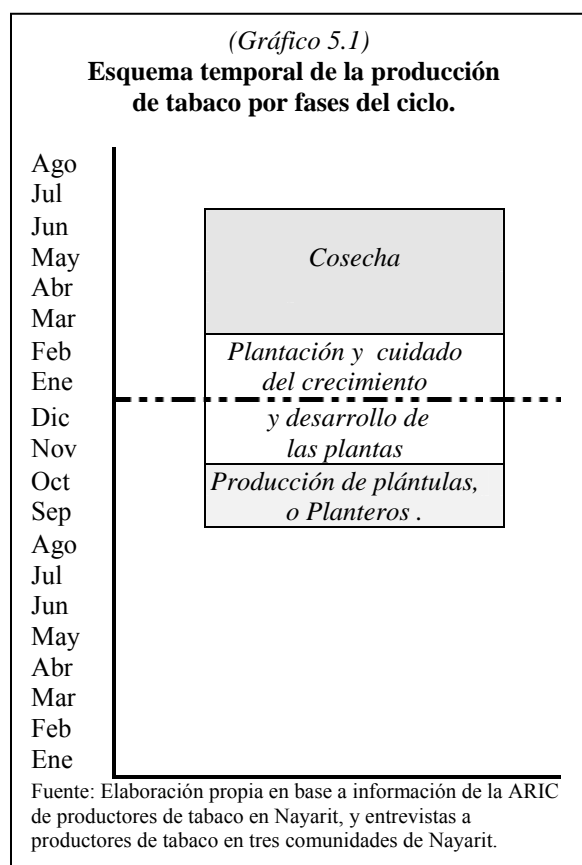 (Gráfico 5.1)
Esquema temporal de la producción
de tabaco por fases del ciclo.
Ago
Jul
Jun
May
Cosecha
Abr
Mar
Feb
Plantación y cuidado
Ene
del crecimiento
Dic
y desarrollo de
Nov
las plantas
Oct
Producción de plántulas,
Sep
o Planteros .
Ago
Jul
Jun
May
Abr
Mar
Feb
Ene
Fuente: Elaboración propia en base a información de la ARIC
de productores de tabaco en Nayarit, y entrevistas a
productores de tabaco en tres comunidades de Nayarit.